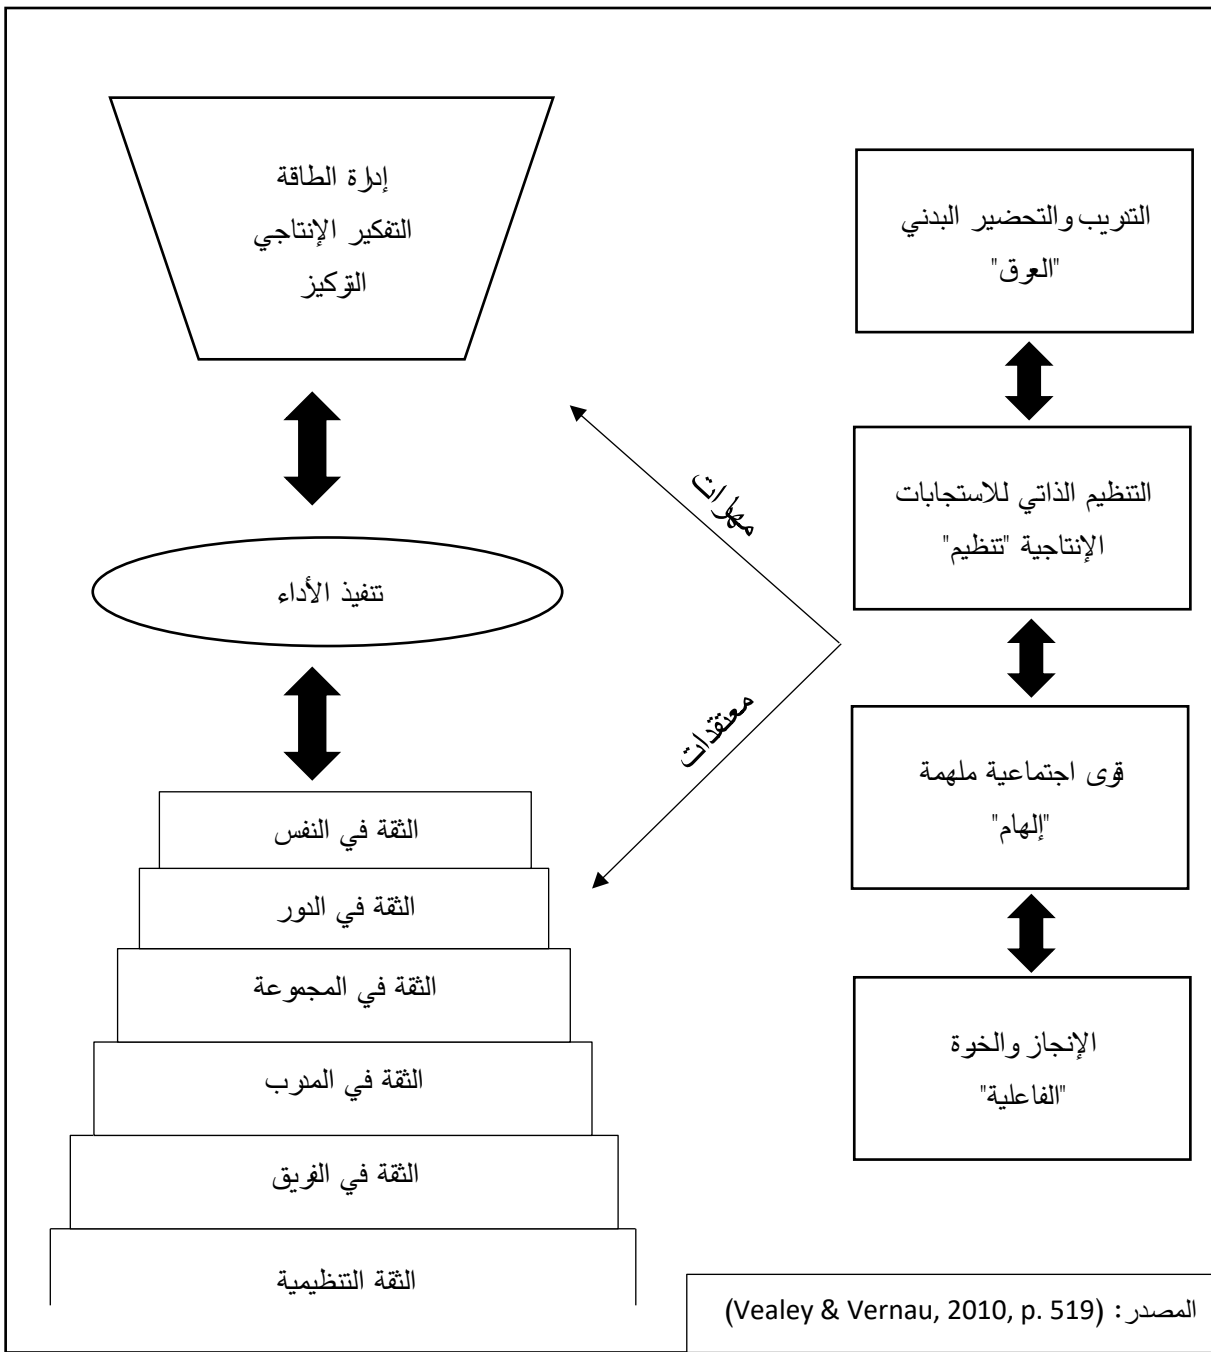 إدارة الطاقة
التفكير الإنتاجي
التركيز
تنفيذ الأداء
الثقة في النفس
الثقة في الدور
الثقة في المجموعة
الثقة في المدرب
الثقة في الفريق
الثقة التنظيمية
مهارات
معتقدات
التدريب والتحضير البدني
"العرق"
التنظيم الذاتي للاستجابات
الإنتاجية "تنظيم"
قوى اجتماعية ملهمة
"إلهام"
الإنجاز والخبرة
"الفاعلية"
المصدر: (Vealey & Vernau, 2010, p. 519)